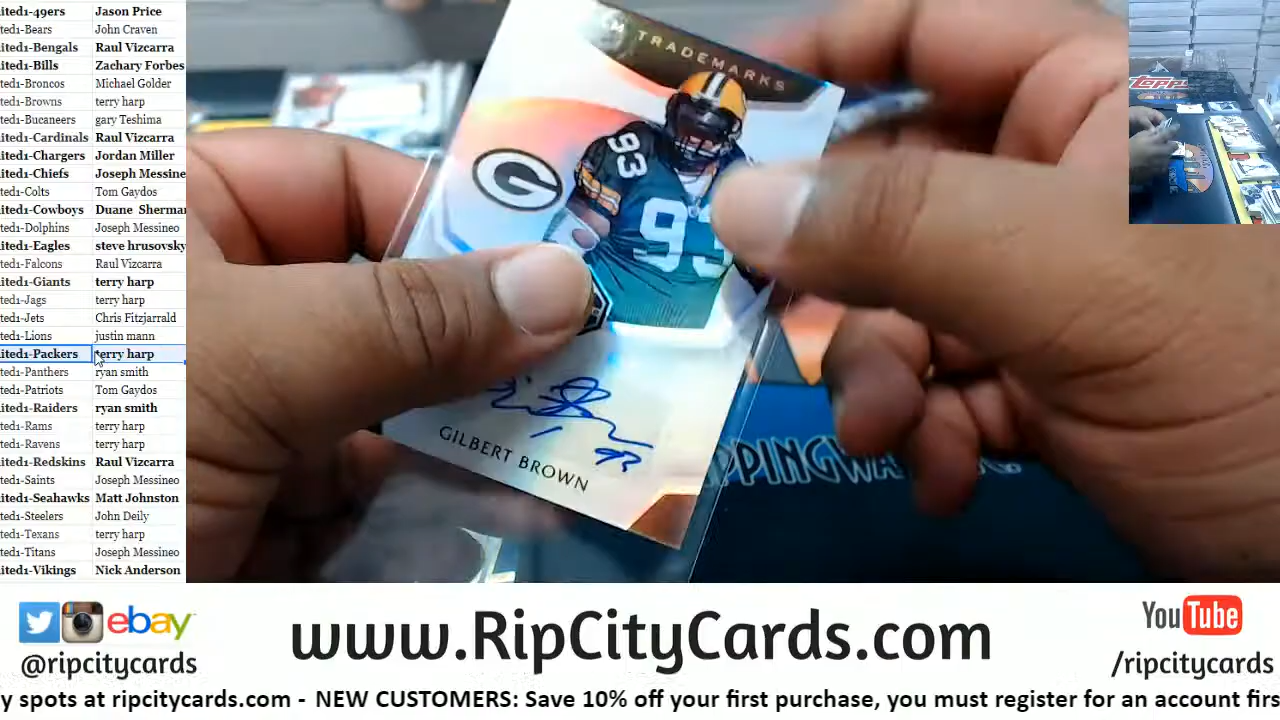 ited1-49ers Jason Price
ted1-Bears John Craven
ited1-Bengals Raul Vizcarra
ited1-Bills Zachary Forbes
ted1-Broncos Michael Golder
ted1-Browns terry harp
ted1-Bucaneers gary Teshima
ited1-Cardinals Raul Vizcarra
ited1-Chargers Jordan Miller
ited1-Chiefs Joseph Messine
ted1-Colts Tom Gaydos
ited1-Cowboys Duane Sherma
ted1-Dolphins Joseph Messineo
ited1-Eagles steve hrusovsky
ted1-Falcons Raul Vizcarra
ited1-Giants terry harp
ted1-Jags terry harp
ted1-Jets Chris Fitzjarrald
ted1-Lions justin mann
ited1-Packers terry harp
ted1-Panthers ryan smith
ted1-Patriots Tom Gaydos
ited1-Raiders ryan smith
ted1-Rams terry harp
ted1-Ravens terry harp
ited1-Redskins Raul Vizcarra
ted1-Saints Joseph Messineo
ited1-Seahawks Matt Johnston
ted1-Steelers John Deily
ted1-Texans terry harp
ted1-Titans Joseph Messineo
ited1-Vikings Nick Anderson
TRADEMARKS
93
93
G
93
GILBERT BROWN
PPINGWA
Topps
ebay
@ripcitycards
www.RipCityCards.com
YouTube
/ripcitycards
y spots at ripcitycards.com - NEW CUSTOMERS: Save 10% off your first purchase, you must register for an account firs